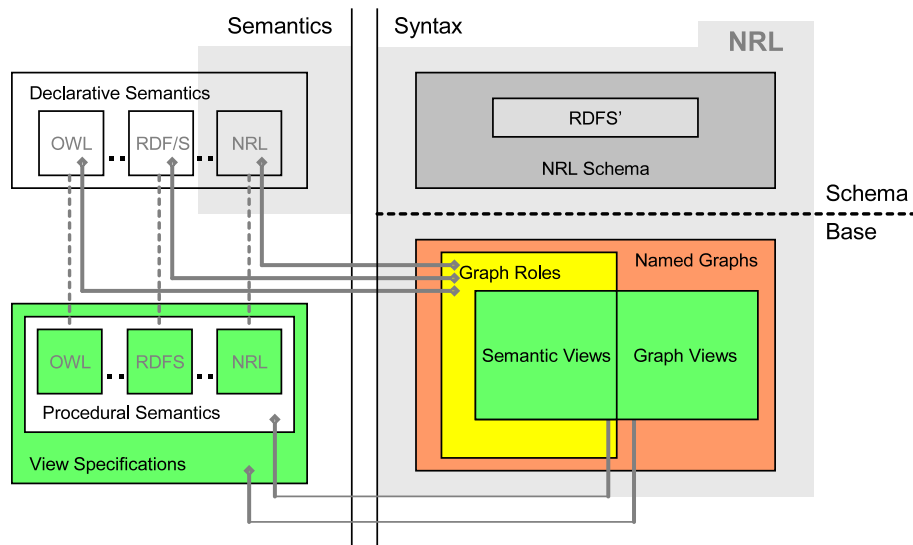 Semantics
Syntax
NRL
Declarative Semantics
OWL
RDF/S
NRL
RDFS'
NRL Schema
Schema
Base
Named Graphs
Graph Roles
Semantic Views
Graph Views
OWL
RDFS
NRL
Procedural Semantics
View Specifications